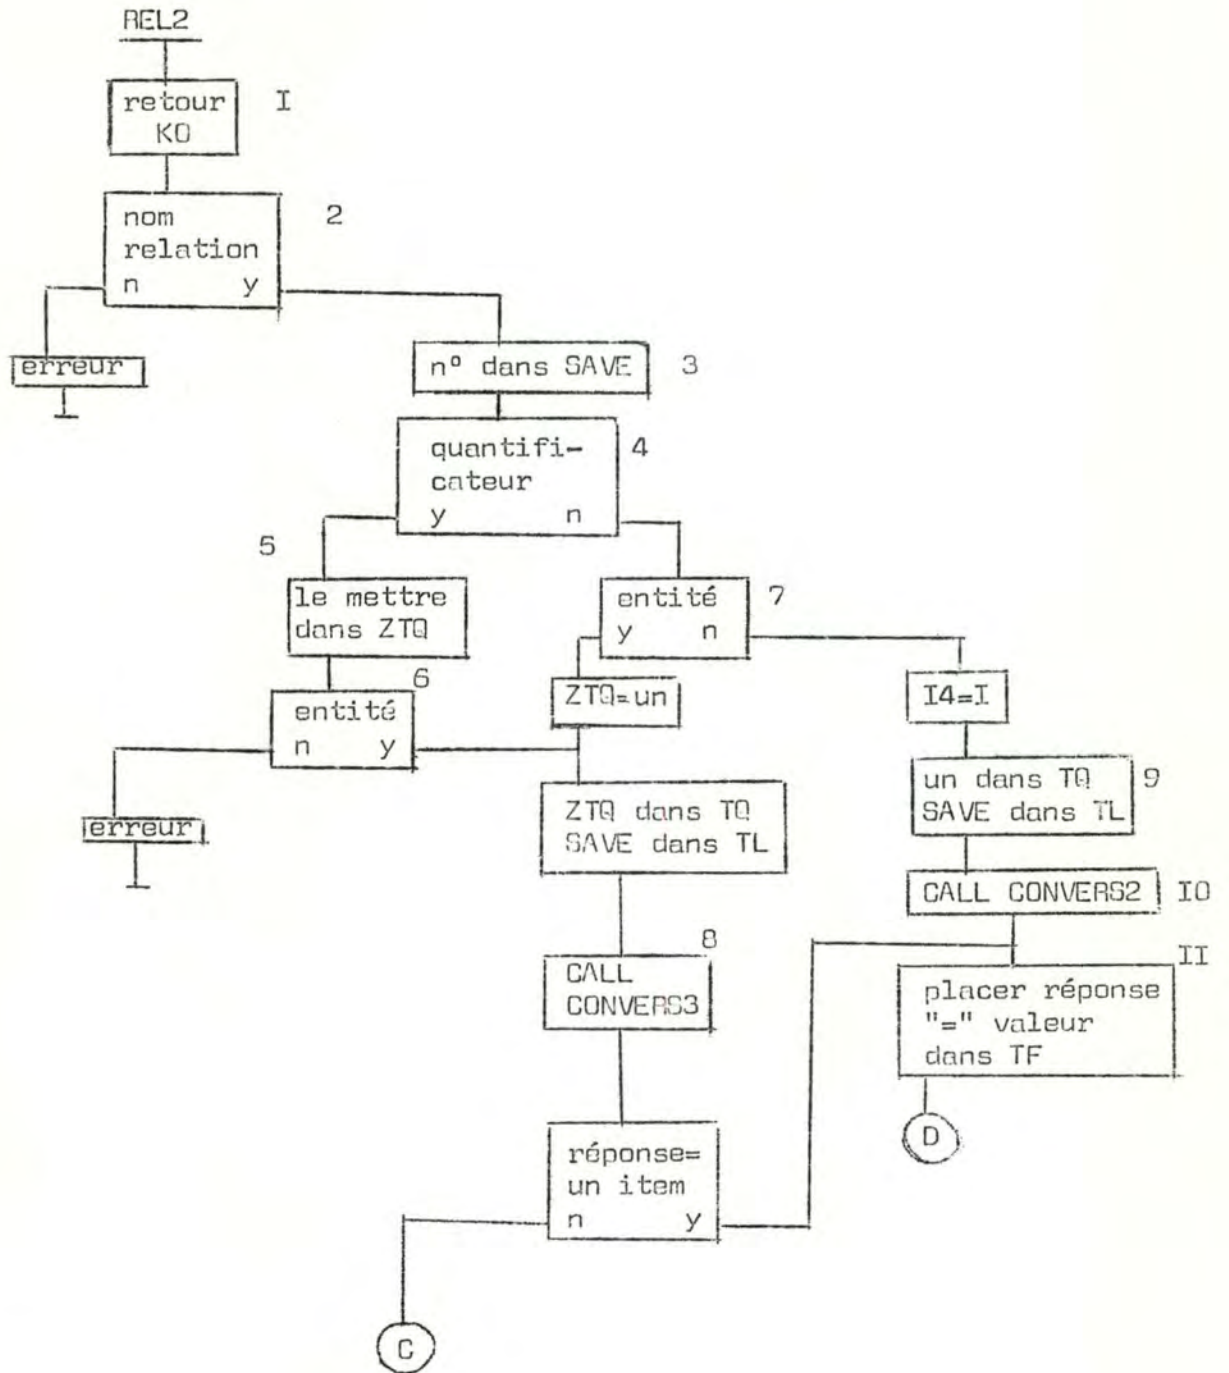 REL2
retour
KO
I
nom
relation
n y
2
erreur
n° dans SAVE
3
quantifi-
cateur
y n
4
5
le mettre
dans ZTQ
entité
y n
7
6
entité
n y
ZTQ=un
I4=I
erreur
ZTQ dans TQ
SAVE dans TL
un dans TQ
SAVE dans TL
9
CALL CONVERS2
I0
8
CALL
CONVERS3
II
placer réponse
"=" valeur
dans TF
D
réponse=
un item
n y
C